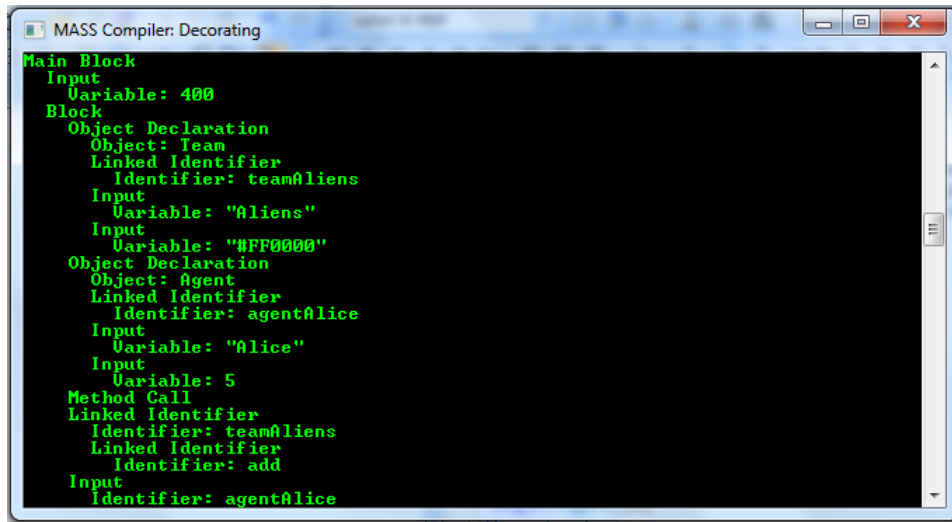 MASS Compiler: Decorating
Main Block
Input
Variable: 400
Block
Object Declaration
Object: Team
Linked Identifier
Identifier: teamAliens
Input
Variable: "Aliens"
Input
Variable: "#FF0000"
Object Declaration
Object: Agent
Linked Identifier
Identifier: agentAlice
Input
Variable: "Alice"
Input
Variable: 5
Method Call
Linked Identifier
Identifier: teamAliens
Linked Identifier
Identifier: add
Input
Identifier: agentAlice